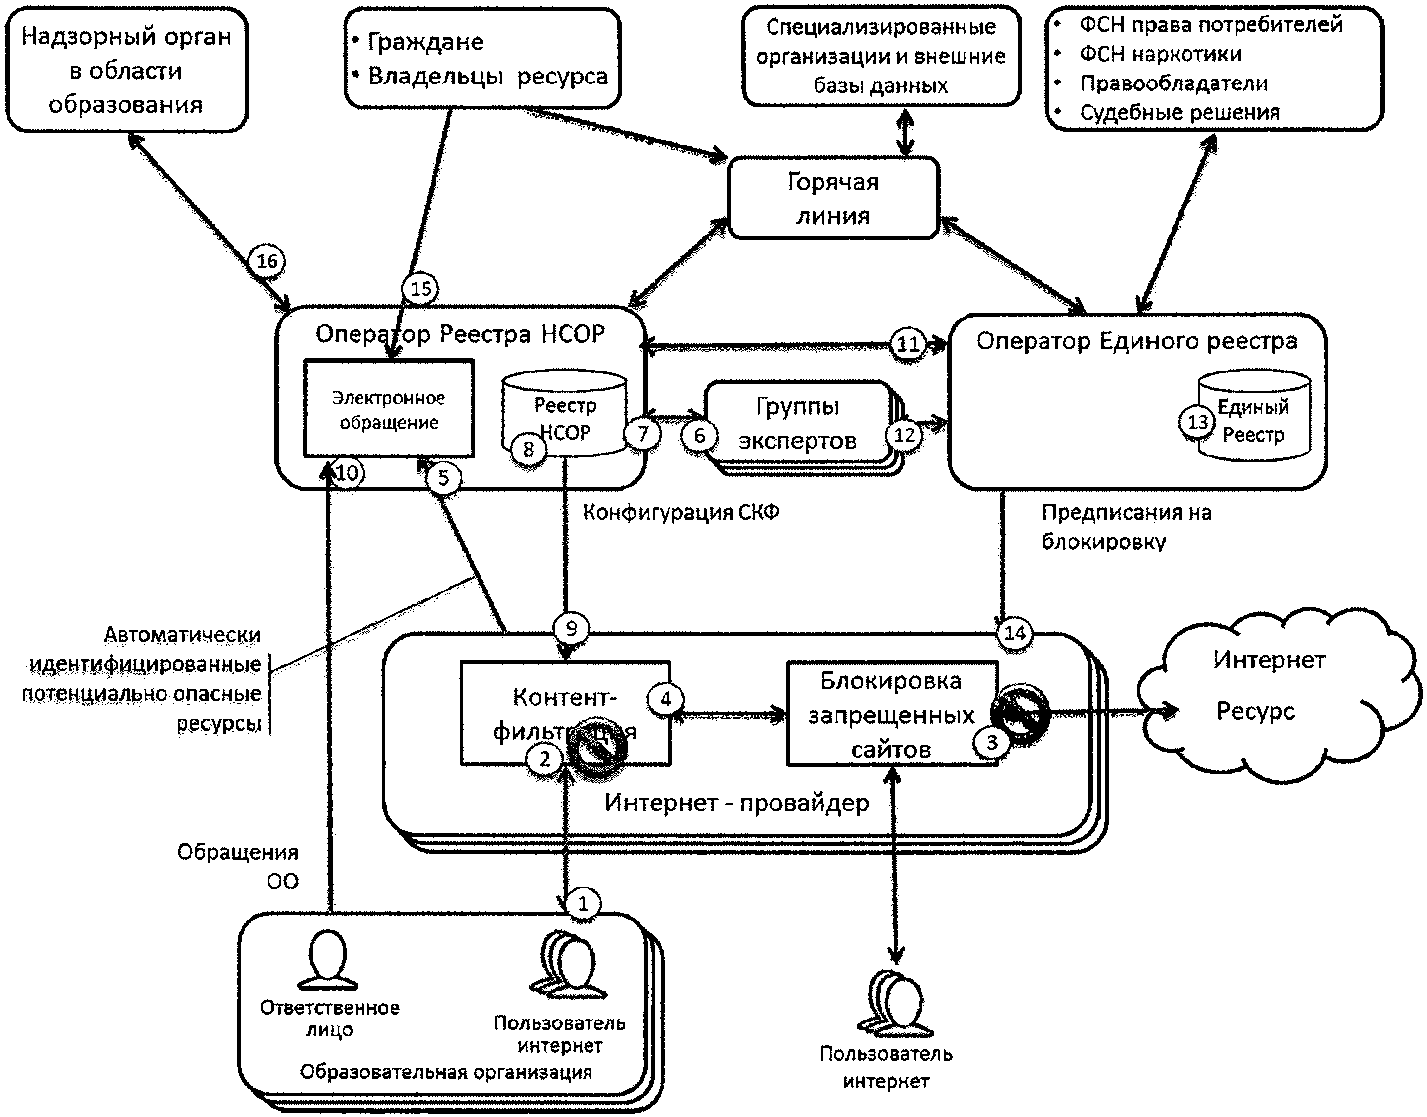 Надзорный орган
в области
образования
• Граждане
• Владельцы ресурса
Специализированные
организации и внешние
базы данных
• ФСН права потребителей
• ФСН наркотики
• Правообладатели
• Судебные решения
Горячая
линия
16
15
Оператор Реестра НСОР
Электронное
обращение
Реестр
НСОР
8
7
6
Группы
экспертов
12
11
Оператор Единого реестра
13
Единый
Реестр
10
5
Конфигурация СКФ
Предписания на
блокировку
Автоматически
идентифицированные
потенциально опасные
ресурсы
9
14
Контент-
фильтрация
2
4
Блокировка
запрещенных
сайтов
3
Интернет
Ресурс
Интернет - провайдер
Обращения
ОО
1
Ответственное
лицо
Пользователь
интернет
Образовательная организация
Пользователь
интернет